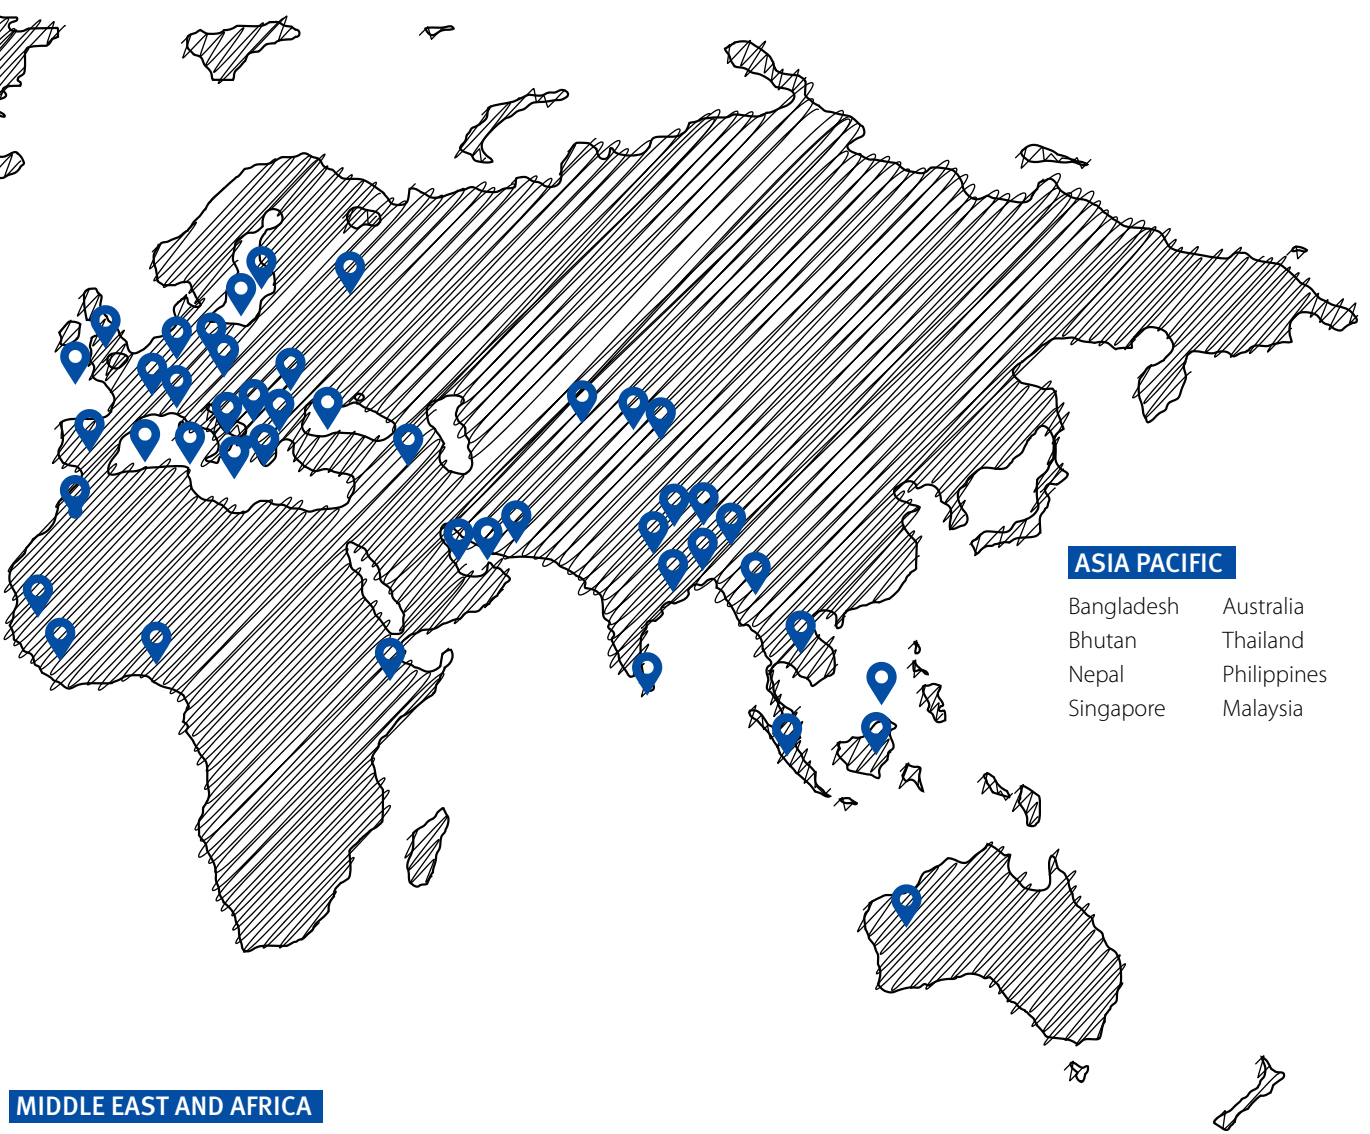 ASIA PACIFIC
Bangladesh Australia
Bhutan Thailand
Nepal Philippines
Singapore Malaysia
MIDDLE EAST AND AFRICA